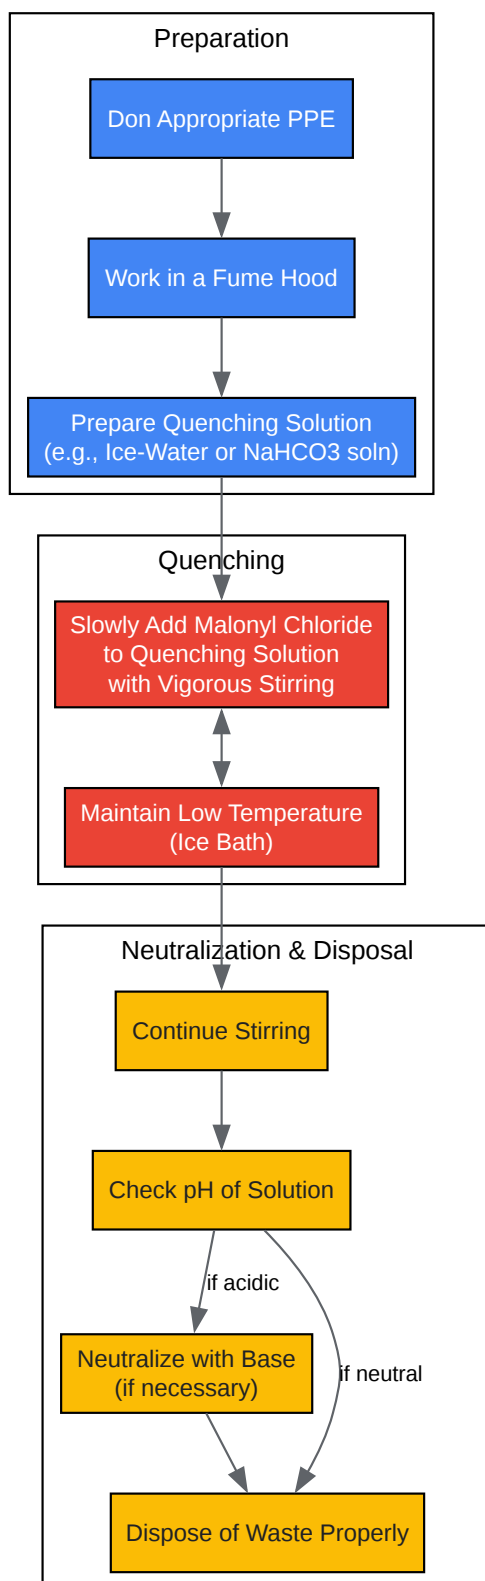 Preparation
Don Appropriate PPE
Work in a Fume Hood
Prepare Quenching Solution
(e.g., Ice-Water or NaHCO3 soln)
Quenching
Slowly Add Malonyl Chloride
to Quenching Solution
with Vigorous Stirring
Maintain Low Temperature
(Ice Bath)
Neutralization & Disposal
Continue Stirring
Check pH of Solution
if acidic
Neutralize with Base
(if necessary)
if neutral
Dispose of Waste Properly